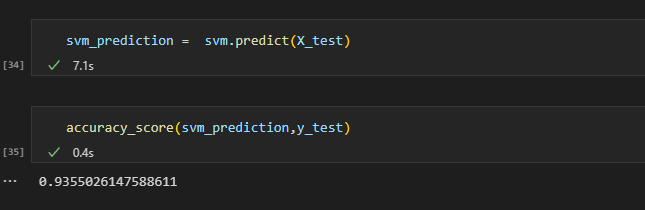 svm_prediction =  svm.predict(X_test)
[34]
7.1s
accuracy_score(svm_prediction,y_test)
[35]
0.4s
0.9355026147588611